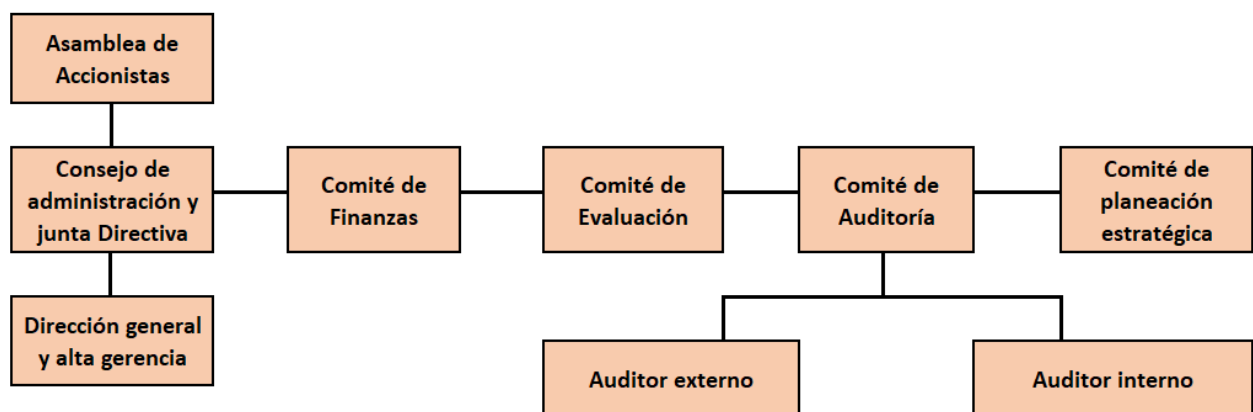 Asamblea de
Accionistas
Consejo de
administración y
junta Directiva
Comité de
Finanzas
Comité de
Evaluación
Comité de
Auditoría
Comité de
planeación
estratégica
Dirección general
y alta gerencia
Auditor externo
Auditor interno